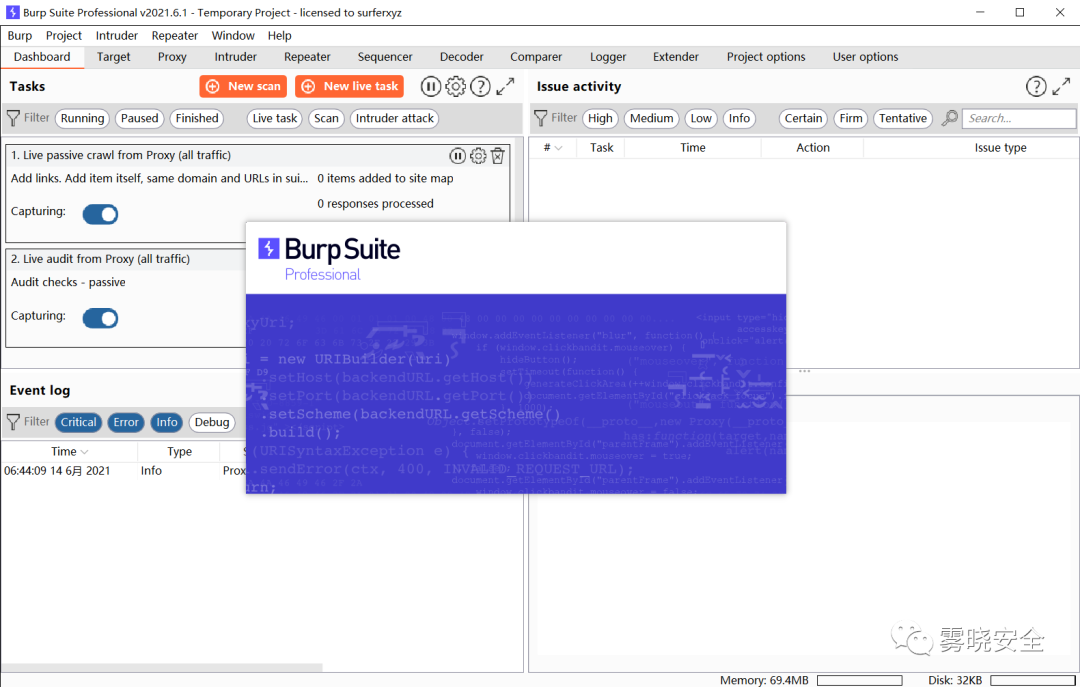 Burp Suite Professional v2021.6.1 - Temporary Project - licensed to surferxyz
Burp Project Intruder Repeater Window Help
Dashboard Target Proxy Intruder Repeater Sequencer Decoder Comparer Logger Extender Project options User options
Tasks
New scan
New live task
Filter Running Paused Finished Live task Scan Intruder attack
1. Live passive crawl from Proxy (all traffic)
Add links. Add item itself, same domain and URLs in sui...
0 items added to site map
0 responses processed
Capturing:
2. Live audit from Proxy (all traffic)
Audit checks - passive
Capturing:
Event log
Filter Critical Error Info Debug
Time Type
06:44:09 14 6月 2021 Info Prox
Issue activity
Filter High Medium Low Info Certain Firm Tentative Search...
# Task Time Action Issue type
Burp Suite
Professional
= new URIBuilder(uri)
.setHost(backendURL.getHost())
.setPort(backendURL.getPort())
.setScheme(backendURL.getScheme()
.build();
(URISyntaxException e) {
.sendError(ctx, 400, INVALID_REQUEST_URL);
雾晓安全
Memory: 69.4MB Disk: 32KB